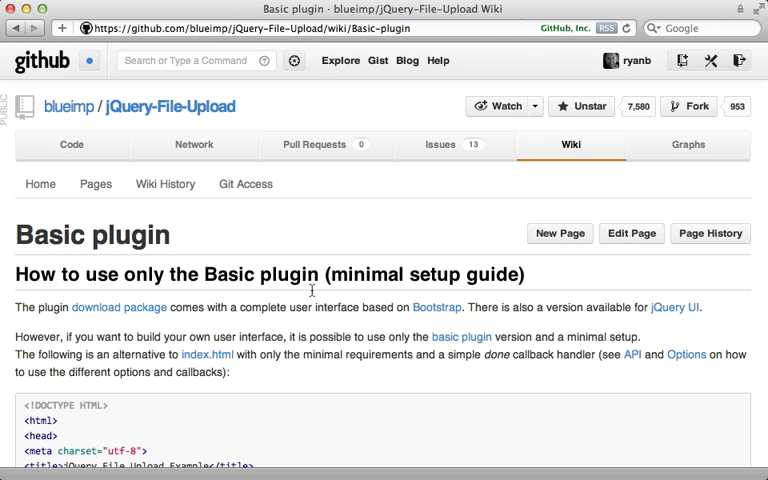 Basic plugin · blueimp/jQuery-File-Upload Wiki
https://github.com/blueimp/jQuery-File-Upload/wiki/Basic-plugin GitHub, Inc. RSS Google
github Search or Type a Command Explore Gist Blog Help ryanb
PUBLIC
blueimp / jQuery-File-Upload Watch Unstar 7,580 Fork 953
Code Network Pull Requests 0 Issues 13 Wiki Graphs
Home Pages Wiki History Git Access
Basic plugin New Page Edit Page Page History
How to use only the Basic plugin (minimal setup guide)
The plugin download package comes with a complete user interface based on Bootstrap. There is also a version available for jQuery UI.
However, if you want to build your own user interface, it is possible to use only the basic plugin version and a minimal setup.
The following is an alternative to index.html with only the minimal requirements and a simple done callback handler (see API and Options on how
to use the different options and callbacks):
<!DOCTYPE HTML>
<html>
<head>
<meta charset="utf-8">
<title>jQuery File Upload Example</title>